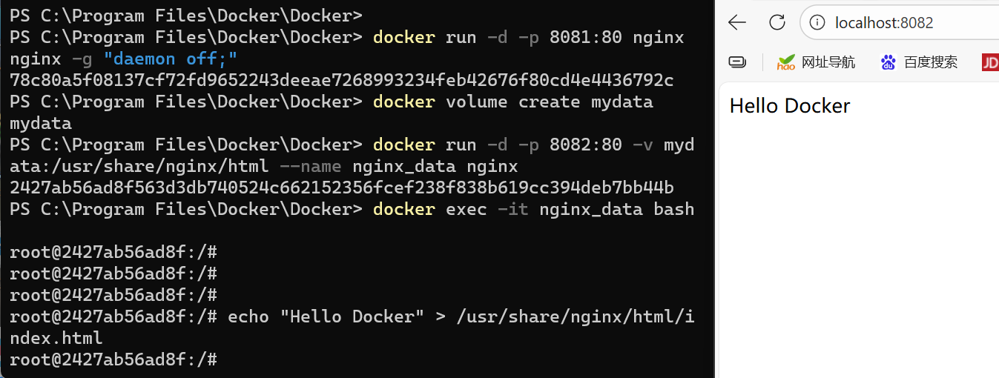 PS C:\Program Files\Docker\Docker>
PS C:\Program Files\Docker\Docker> docker run -d -p 8081:80 nginx
nginx -g "daemon off;"
78c80a5f08137cf72fd9652243deeae7268993234feb42676f80cd4e4436792c
PS C:\Program Files\Docker\Docker> docker volume create mydata
mydata
PS C:\Program Files\Docker\Docker> docker run -d -p 8082:80 -v myd
ata:/usr/share/nginx/html --name nginx_data nginx
2427ab56ad8f563d3db740524c662152356fcef238f838b619cc394deb7bb44b
PS C:\Program Files\Docker\Docker> docker exec -it nginx_data bash
root@2427ab56ad8f:/#
root@2427ab56ad8f:/#
root@2427ab56ad8f:/#
root@2427ab56ad8f:/# echo "Hello Docker" > /usr/share/nginx/html/i
ndex.html
root@2427ab56ad8f:/#
localhost:8082
hao 网址导航 du 百度搜索 JD
Hello Docker